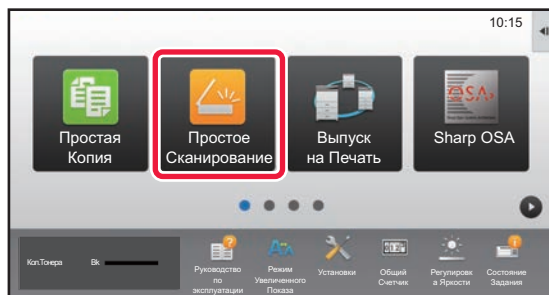 10:15
Простая
Копия
Простое
Сканирование
Выпуск
на Печать
OSA
Sharp OSA
Кол.Тонера Bk
Руководство
по
эксплуатации
Режим
Увеличенного
Показа
Установки
Общий
Счетчик
Регулировк
а Яркости
Состояние
Задания